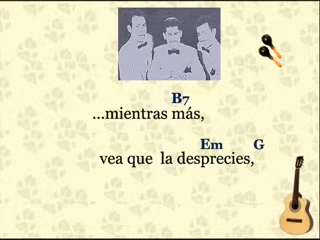 B7
...mientras más,
Em G
vea que la desprecies,